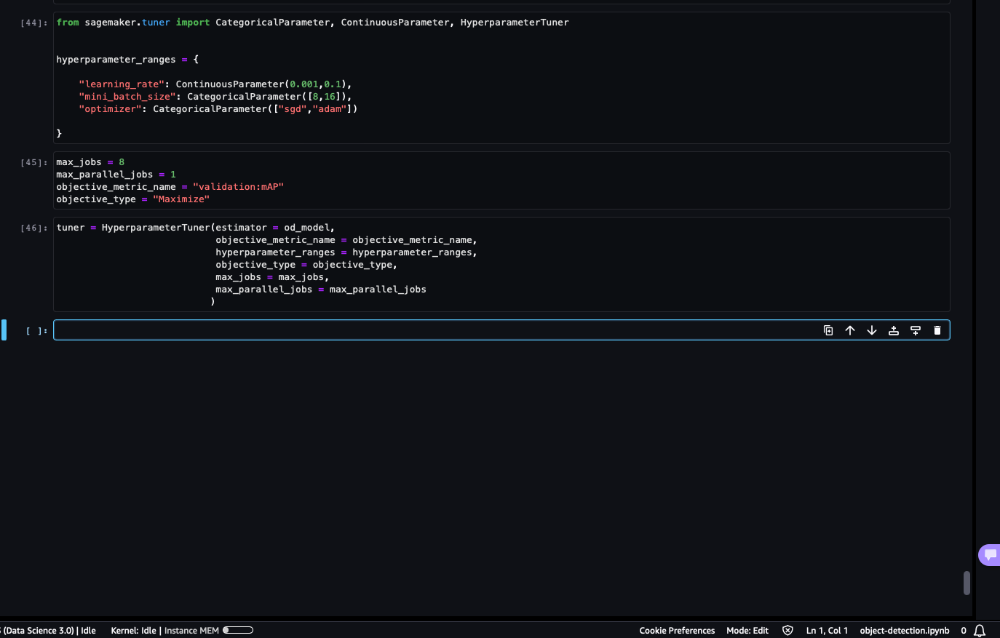 [44]: from sagemaker.tuner import CategoricalParameter, ContinuousParameter, HyperparameterTuner
hyperparameter_ranges = {
"learning_rate": ContinuousParameter(0.001,0.1),
"mini_batch_size": CategoricalParameter([8,16]),
"optimizer": CategoricalParameter(["sgd","adam"])
}
[45]: max_jobs = 8
max_parallel_jobs = 1
objective_metric_name = "validation:mAP"
objective_type = "Maximize"
[46]: tuner = HyperparameterTuner(estimator = od_model,
objective_metric_name = objective_metric_name,
hyperparameter_ranges = hyperparameter_ranges,
objective_type = objective_type,
max_jobs = max_jobs,
max_parallel_jobs = max_parallel_jobs
)
[ ]:
(Data Science 3.0) | Idle Kernel: Idle | Instance MEM Cookie Preferences Mode: Edit Ln 1, Col 1 object-detection.ipynb 0